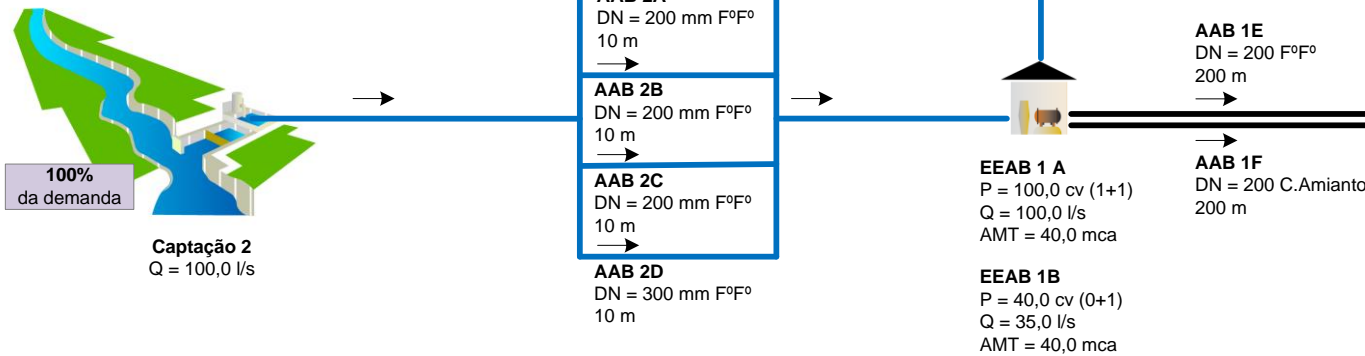 AAB 2A
DN = 200 mm FºFº
10 m
AAB 2B
DN = 200 mm FºFº
10 m
AAB 2C
DN = 200 mm FºFº
10 m
AAB 2D
DN = 300 mm FºFº
10 m
100%
da demanda
Captação 2
Q = 100,0 l/s
EEAB 1 A
P = 100,0 cv (1+1)
Q = 100,0 l/s
AMT = 40,0 mca
EEAB 1B
P = 40,0 cv (0+1)
Q = 35,0 l/s
AMT = 40,0 mca
AAB 1E
DN = 200 FºFº
200 m
AAB 1F
DN = 200 C.Amianto
200 m